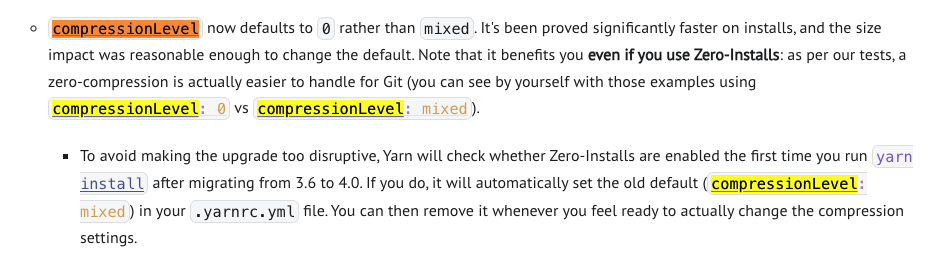 compressionLevel now defaults to 0 rather than mixed. It's been proved significantly faster on installs, and the size
impact was reasonable enough to change the default. Note that it benefits you even if you use Zero-Installs: as per our tests, a
zero-compression is actually easier to handle for Git (you can see by yourself with those examples using
compressionLevel: 0 vs compressionLevel: mixed).
To avoid making the upgrade too disruptive, Yarn will check whether Zero-Installs are enabled the first time you run yarn
install after migrating from 3.6 to 4.0. If you do, it will automatically set the old default (compressionLevel:
mixed) in your .yarnrc.yml file. You can then remove it whenever you feel ready to actually change the compression
settings.